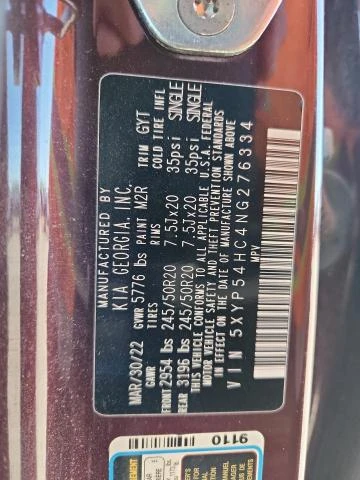 MANUFACTURED BY
KIA GEORGIA, INC.
MAR/30/22 GVWR 5776 lbs PAINT M2R TRIM GYT
GAWR TIRES RIMS COLD TIRE INFL
FRONT 2954 lbs 245/50R20 7.5Jx20 35psi SINGLE
REAR 3196 lbs 245/50R20 7.5Jx20 35psi SINGLE
THIS VEHICLE CONFORMS TO ALL APPLICABLE U.S.A. FEDERAL
MOTOR VEHICLE SAFETY AND THEFT PREVENTION STANDARDS
IN EFFECT ON THE DATE OF MANUFACTURE SHOWN ABOVE
VIN 5XYP54HC4NG276334
MPV
9110